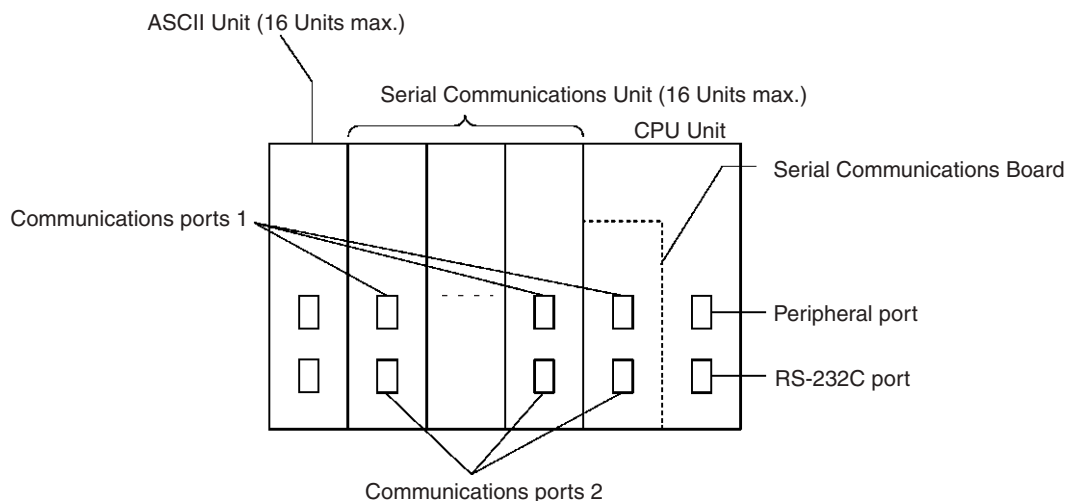 ASCII Unit (16 Units max.)
Serial Communications Unit (16 Units max.)
CPU Unit
Serial Communications Board
Communications ports 1
Peripheral port
RS-232C port
Communications ports 2